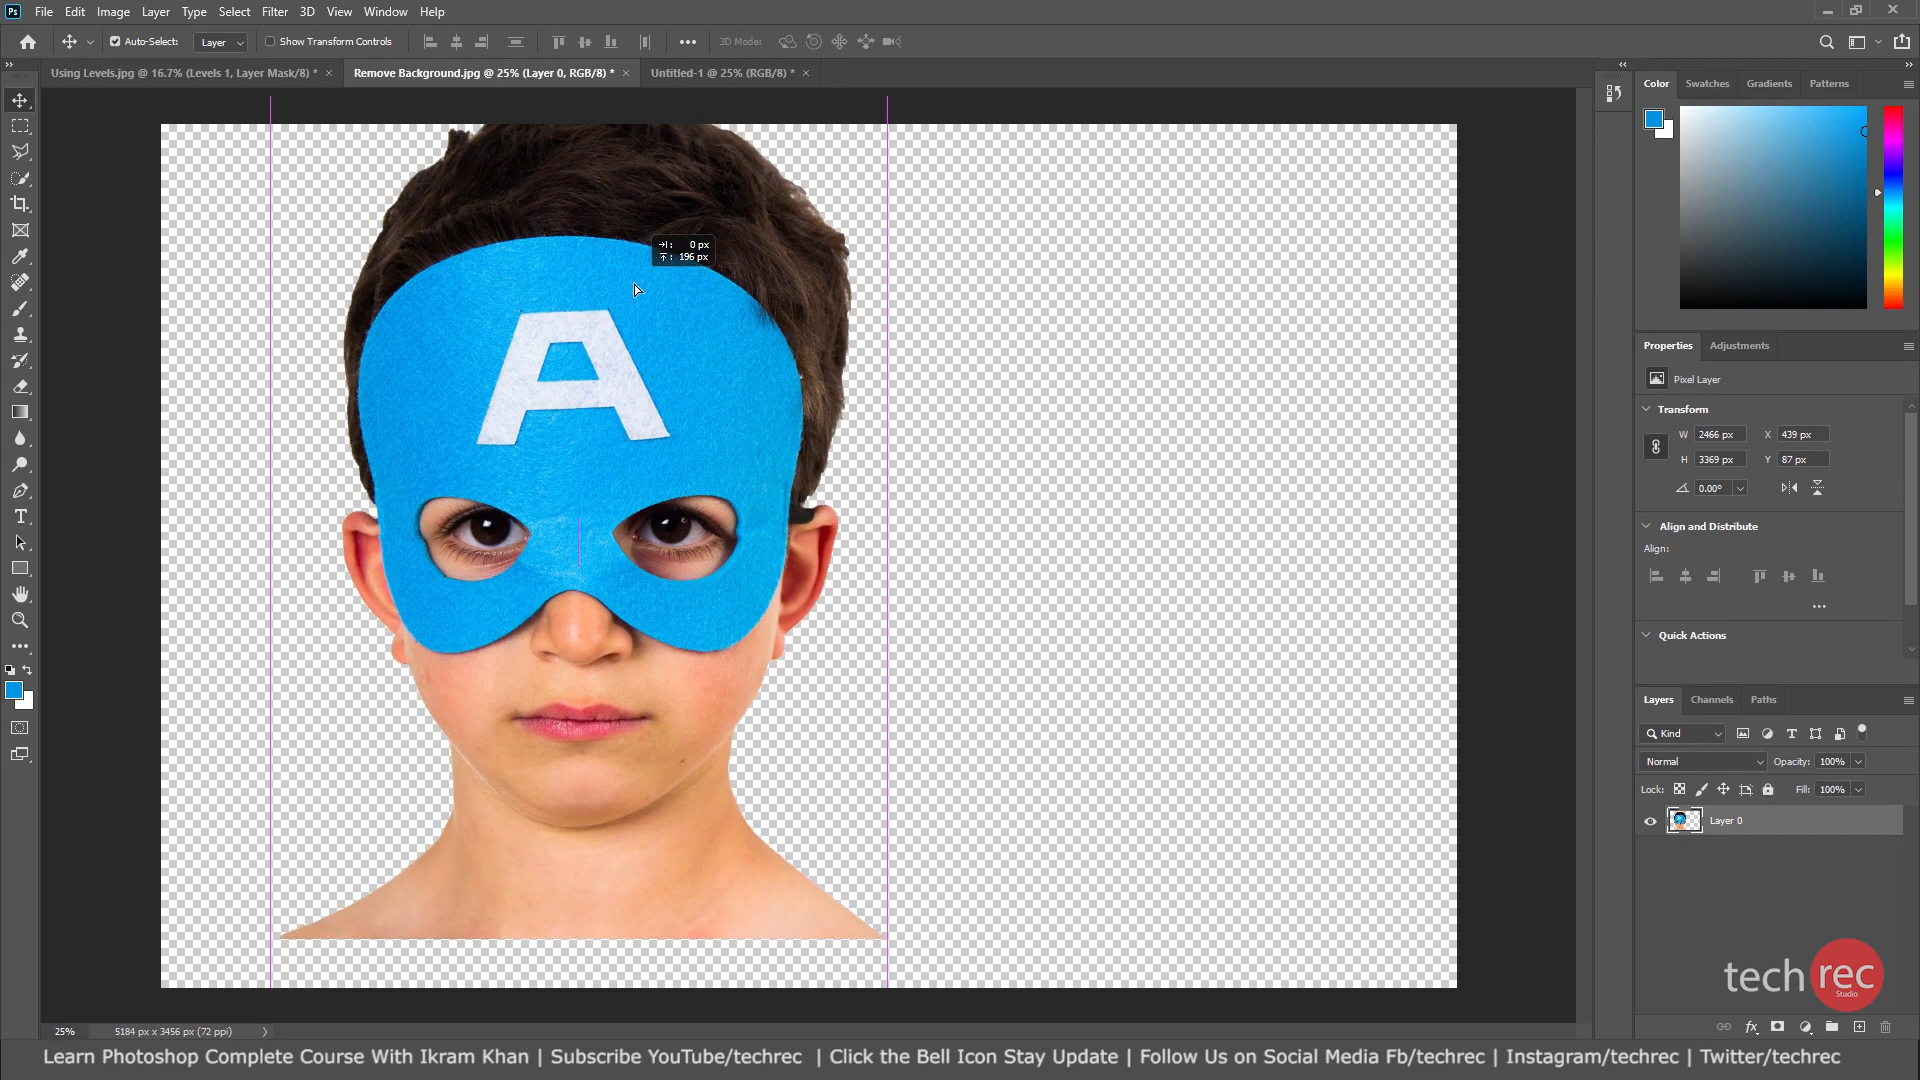 Ps File Edit Image Layer Type Select Filter 3D View Window Help
Auto-Select: Layer Show Transform Controls 3D Mode:
Using Levels.jpg @ 16.7% (Levels 1, Layer Mask/8) * × Remove Background.jpg @ 25% (Layer 0, RGB/8) * × Untitled-1 @ 25% (RGB/8) * ×
Color Swatches Gradients Patterns
0 px
196 px
A
Properties Adjustments
Pixel Layer
Transform
W 2466 px X 439 px
H 3369 px Y 87 px
0.00°
Align and Distribute
Align:
Quick Actions
Layers Channels Paths
Kind
Normal Opacity: 100%
Lock: Fill: 100%
Layer 0
tech rec
Studio
25% 5184 px x 3456 px (72 ppi)
Learn Photoshop Complete Course With Ikram Khan | Subscribe YouTube/techrec | Click the Bell Icon Stay Update | Follow Us on Social Media Fb/techrec | Instagram/techrec | Twitter/techrec